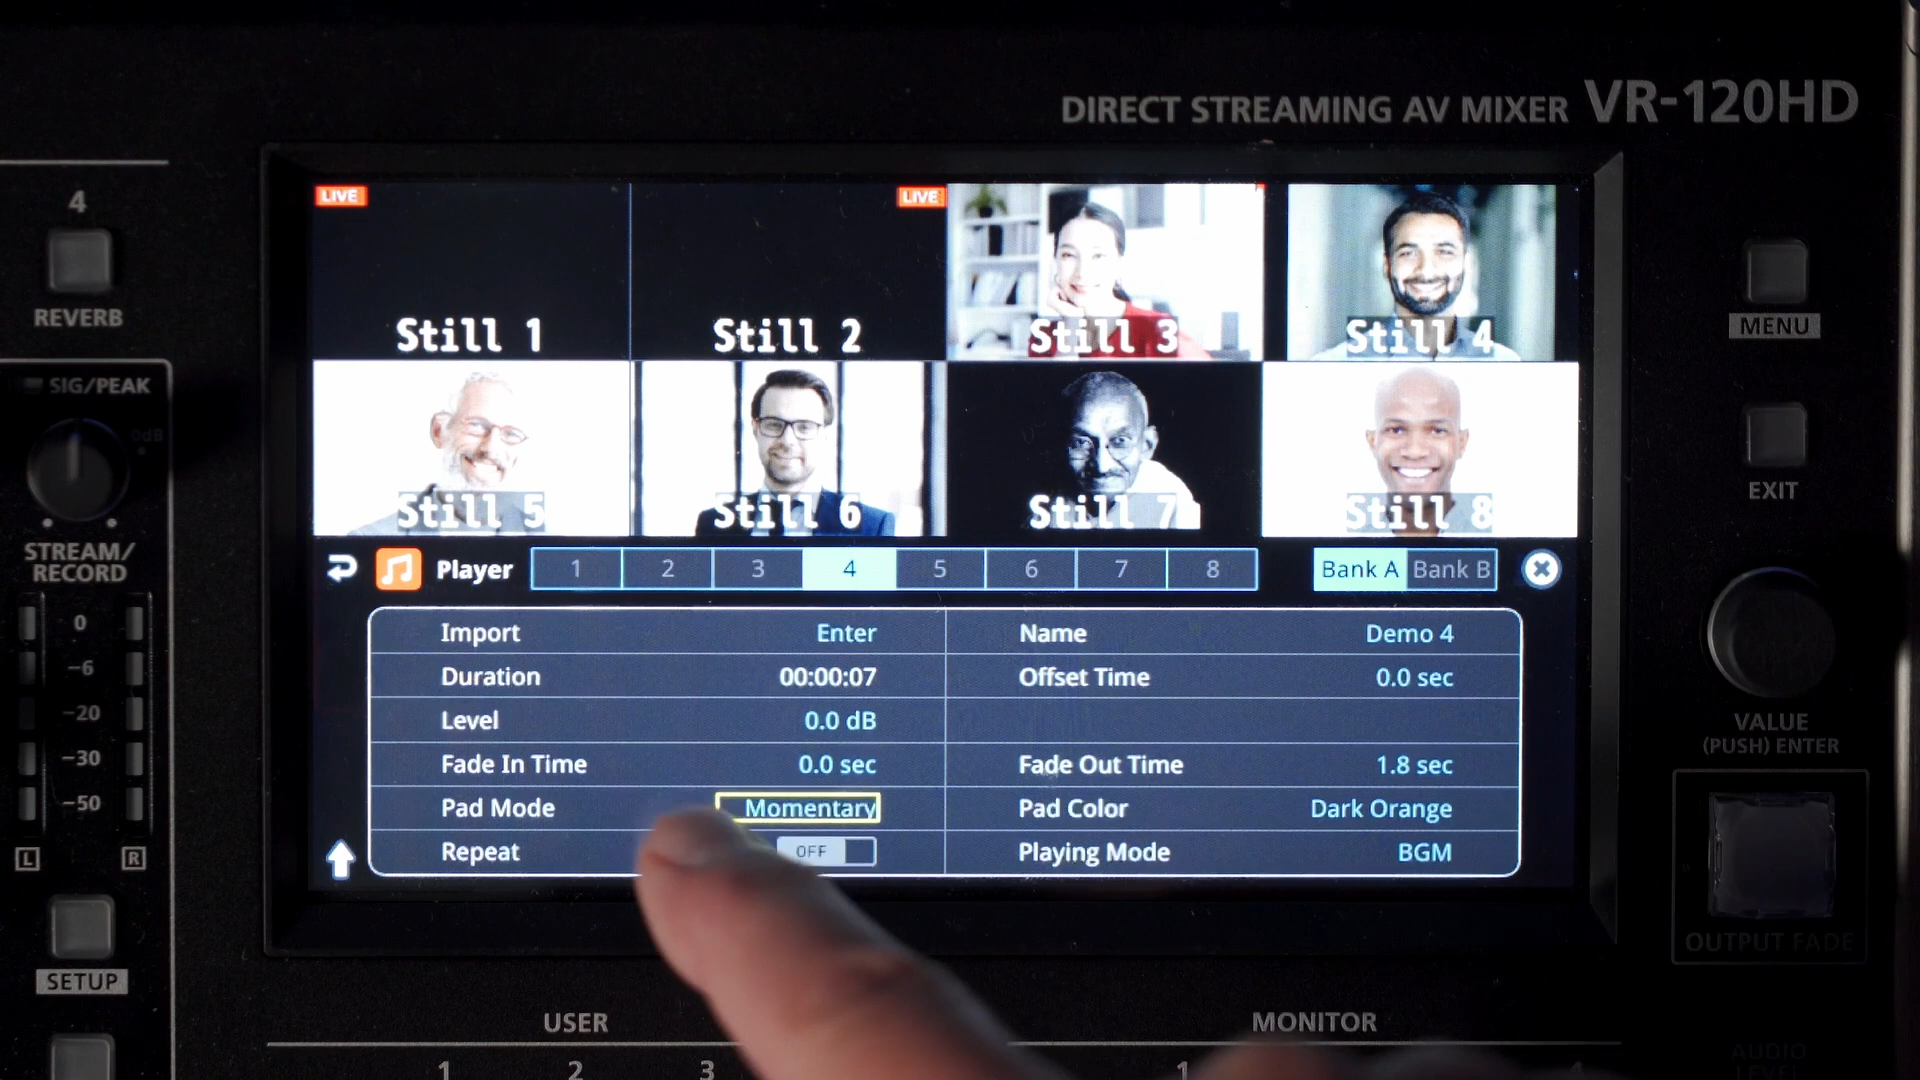 DIRECT STREAMING AV MIXER VR-120HD
4
REVERB
SIG/PEAK
0dB
STREAM/
RECORD
0
-6
-20
-30
-50
L
R
SETUP
LIVE
LIVE
Still 1
Still 2
Still 3
Still 4
Still 5
Still 6
Still 7
Still 8
Player
1
2
3
4
5
6
7
8
Bank A
Bank B
Import
Enter
Name
Demo 4
Duration
00:00:07
Offset Time
0.0 sec
Level
0.0 dB
Fade In Time
0.0 sec
Fade Out Time
1.8 sec
Pad Mode
Momentary
Pad Color
Dark Orange
Repeat
OFF
Playing Mode
BGM
MENU
EXIT
VALUE
(PUSH) ENTER
OUTPUT FADE
USER
1
2
3
MONITOR
1
4
AUDIO
LEVEL